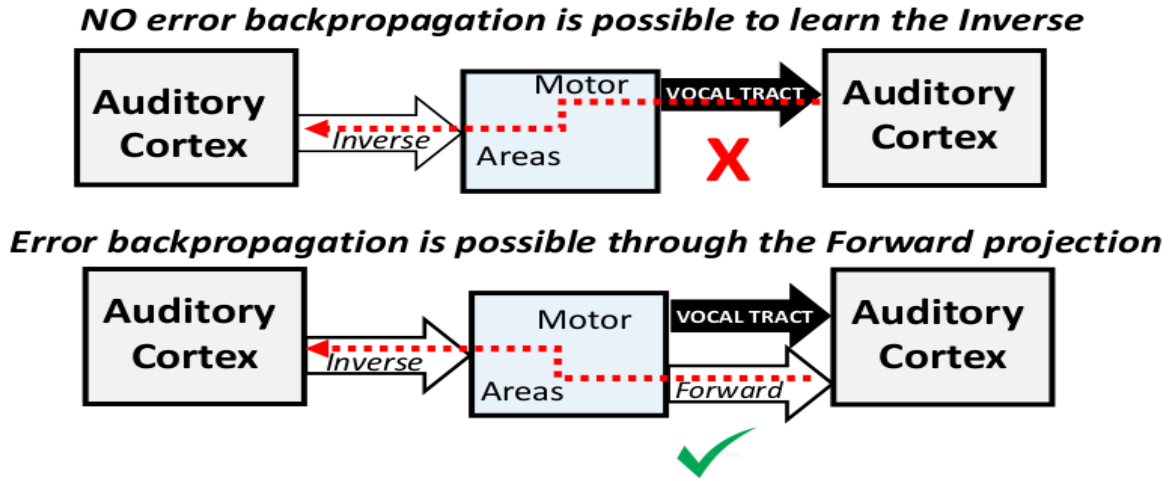 NO error backpropagation is possible to learn the Inverse
Auditory
Cortex
Inverse
Motor
Areas
VOCAL TRACT
X
Auditory
Cortex
Error backpropagation is possible through the Forward projection
Auditory
Cortex
Inverse
Motor
Areas
VOCAL TRACT
Forward
Auditory
Cortex